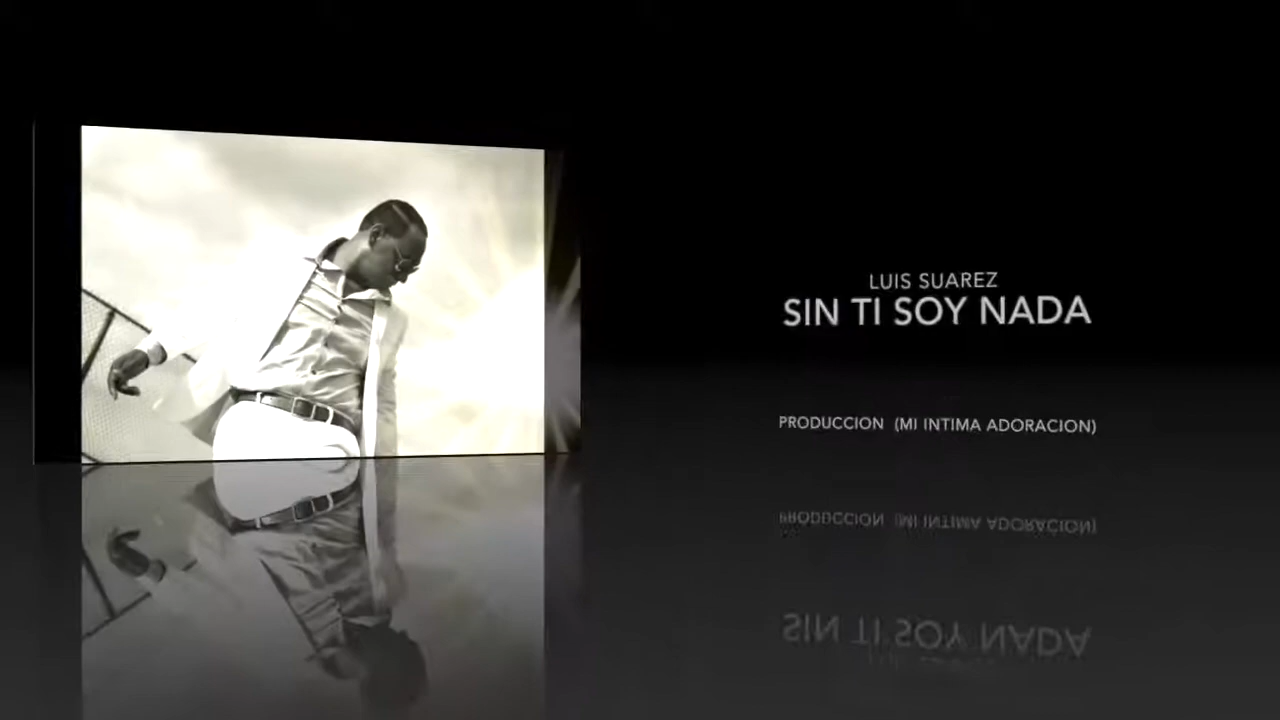 LUIS SUAREZ
SIN TI SOY NADA
PRODUCCION (MI INTIMA ADORACION)